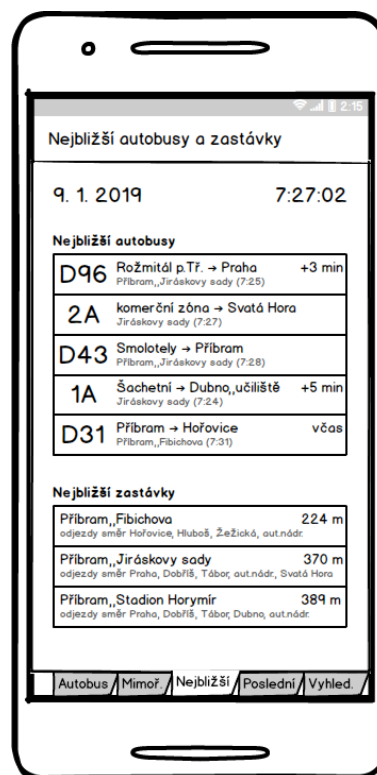 2:15
Nejbližší autobusy a zastávky
9. 1. 2019 7:27:02
Nejbližší autobusy
D96 Rožmitál p.Tř. → Praha +3 min
Příbram,,Jiráskovy sady (7:25)
2A komerční zóna → Svatá Hora
Jiráskovy sady (7:27)
D43 Smolotely → Příbram
Příbram,,Jiráskovy sady (7:28)
1A Šachetní → Dubno,,učiliště +5 min
Jiráskovy sady (7:24)
D31 Příbram → Hořovice včas
Příbram,,Fibichova (7:31)
Nejbližší zastávky
Příbram,,Fibichova 224 m
odjezdy směr Hořovice, Hluboš, Žežická, aut.nádr.
Příbram,,Jiráskovy sady 370 m
odjezdy směr Praha, Dobříš, Tábor, aut.nádr., Svatá Hora
Příbram,,Stadion Horymír 389 m
odjezdy směr Praha, Dobříš, Tábor, Dubno, aut.nádr.
Autobus Mimoř. Nejbližší Poslední Vyhled.